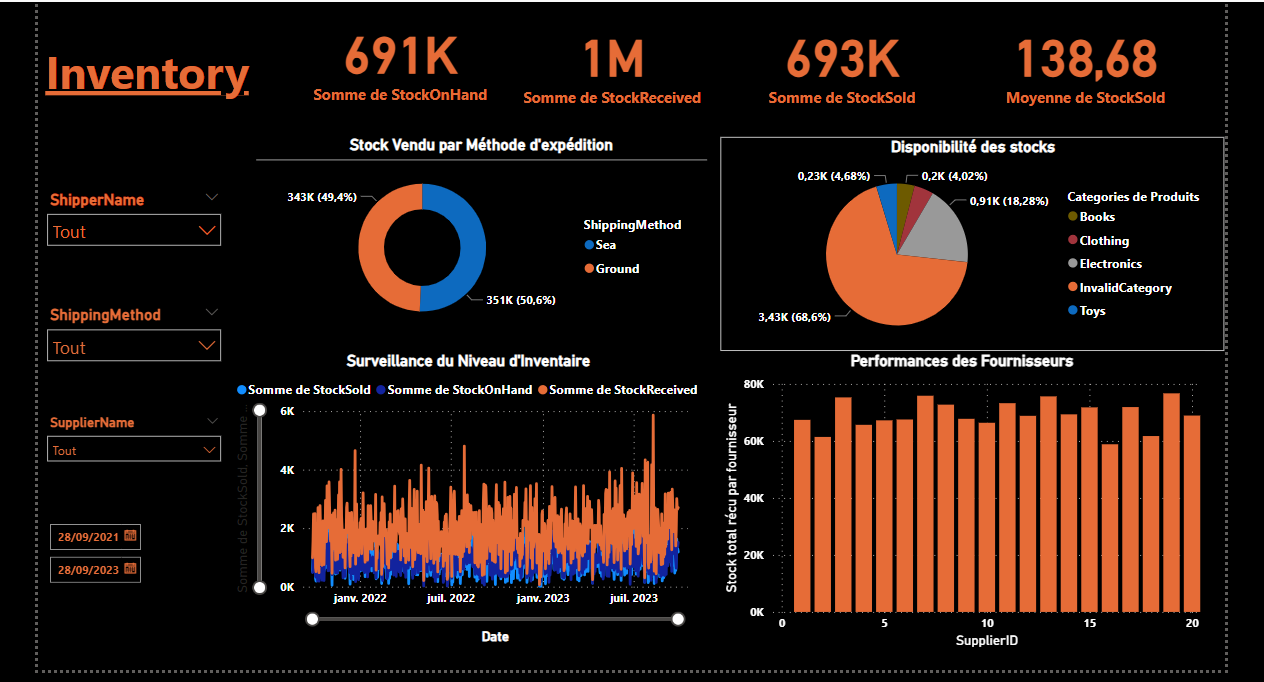 Inventory
691K
Somme de StockOnHand
1M
Somme de StockReceived
693K
Somme de StockSold
138,68
Moyenne de StockSold
ShipperName
Tout
ShippingMethod
Tout
SupplierName
Tout
28/09/2021
28/09/2023
Stock Vendu par Méthode d'expédition
343K (49,4%)
351K (50,6%)
ShippingMethod
Sea
Ground
Disponibilité des stocks
0,23K (4,68%)
0,2K (4,02%)
0,91K (18,28%)
3,43K (68,6%)
Categories de Produits
Books
Clothing
Electronics
InvalidCategory
Toys
Surveillance du Niveau d'Inventaire
Somme de StockSold
Somme de StockOnHand
Somme de StockReceived
Somme de StockSold, Somme...
6K
4K
2K
0K
janv. 2022
juil. 2022
janv. 2023
juil. 2023
Date
Performances des Fournisseurs
Stock total récu par fournisseur
80K
60K
40K
20K
0K
0
5
10
15
20
SupplierID